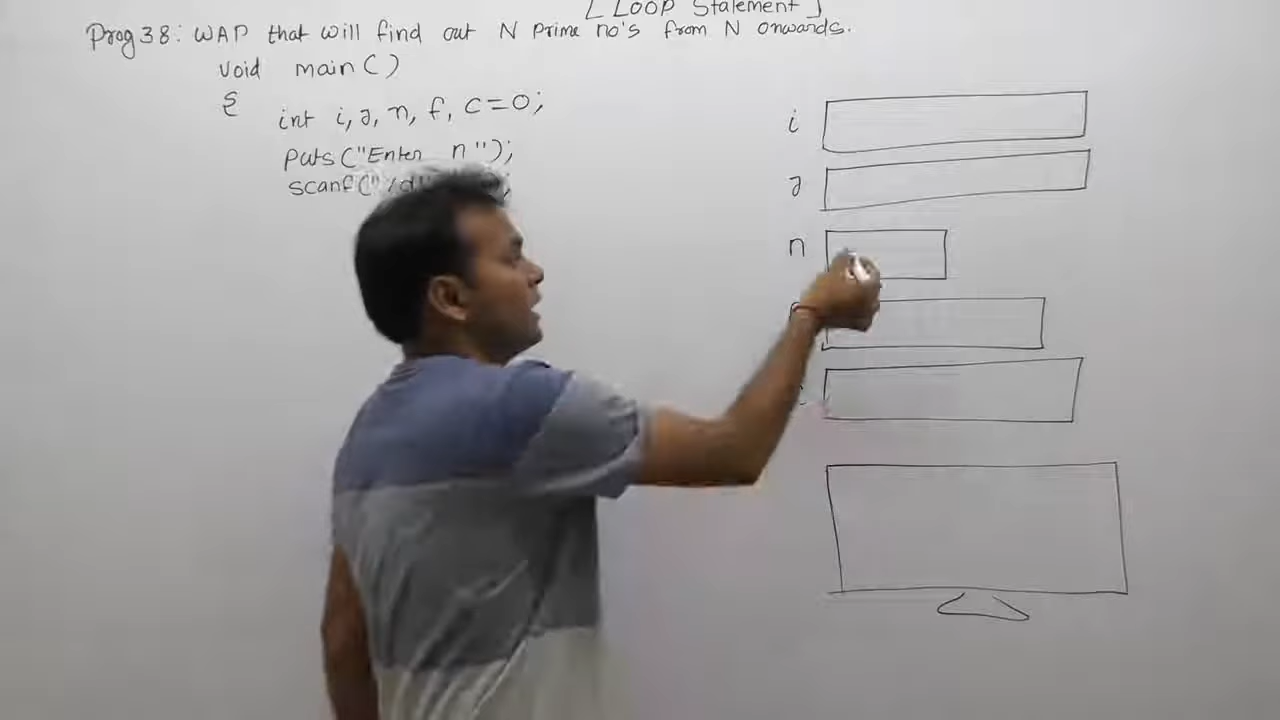 [ Loop Statement ]
Prog 38: WAP that will find out N prime no's from N onwards.
void main()
{
int i, J, n, f, c=0;
puts("Enter n");
scanf("%d"
i
J
n